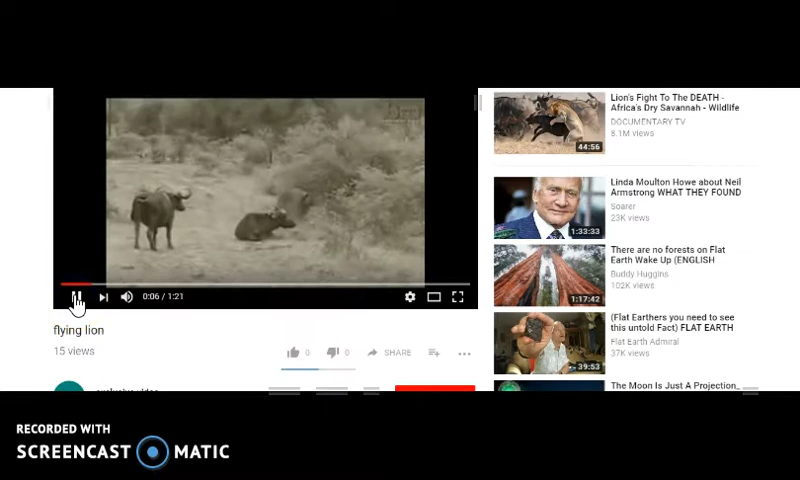 0:06 / 1:21
flying lion
15 views
0
0
SHARE
Lion's Fight To The DEATH -
Africa's Dry Savannah - Wildlife
DOCUMENTARY TV
8.1M views
44:56
Linda Moulton Howe about Neil
Armstrong WHAT THEY FOUND
Soarer
23K views
1:33:33
There are no forests on Flat
Earth Wake Up (ENGLISH
Buddy Huggins
102K views
1:17:42
(Flat Earthers you need to see
this untold Fact) FLAT EARTH
Flat Earth Admiral
37K views
39:53
The Moon Is Just A Projection_
RECORDED WITH
SCREENCAST MATIC